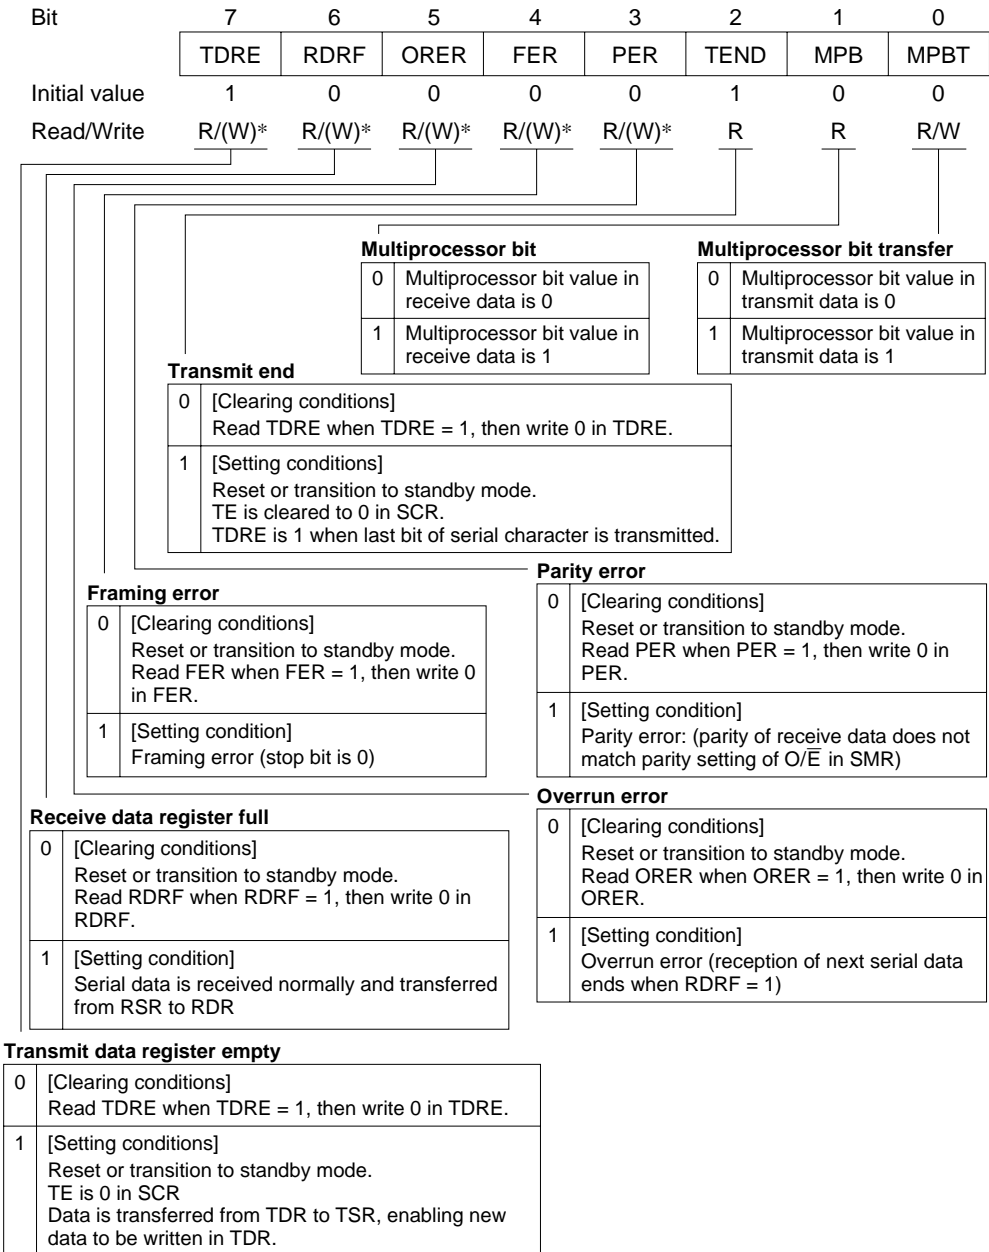 Bit 7 6 5 4 3 2 1 0
TDRE RDRF ORER FER PER TEND MPB MPBT
Initial value 1 0 0 0 0 1 0 0
Read/Write R/(W)* R/(W)* R/(W)* R/(W)* R/(W)* R R R/W
Multiprocessor bit
0 Multiprocessor bit value in
receive data is 0
1 Multiprocessor bit value in
receive data is 1
Multiprocessor bit transfer
0 Multiprocessor bit value in
transmit data is 0
1 Multiprocessor bit value in
transmit data is 1
Transmit end
0 [Clearing conditions]
Read TDRE when TDRE = 1, then write 0 in TDRE.
1 [Setting conditions]
Reset or transition to standby mode.
TE is cleared to 0 in SCR.
TDRE is 1 when last bit of serial character is transmitted.
Parity error
0 [Clearing conditions]
Reset or transition to standby mode.
Read PER when PER = 1, then write 0 in
PER.
1 [Setting condition]
Parity error: (parity of receive data does not
match parity setting of O/E̅ in SMR)
Framing error
0 [Clearing conditions]
Reset or transition to standby mode.
Read FER when FER = 1, then write 0
in FER.
1 [Setting condition]
Framing error (stop bit is 0)
Overrun error
0 [Clearing conditions]
Reset or transition to standby mode.
Read ORER when ORER = 1, then write 0 in
ORER.
1 [Setting condition]
Overrun error (reception of next serial data
ends when RDRF = 1)
Receive data register full
0 [Clearing conditions]
Reset or transition to standby mode.
Read RDRF when RDRF = 1, then write 0 in
RDRF.
1 [Setting condition]
Serial data is received normally and transferred
from RSR to RDR
Transmit data register empty
0 [Clearing conditions]
Read TDRE when TDRE = 1, then write 0 in TDRE.
1 [Setting conditions]
Reset or transition to standby mode.
TE is 0 in SCR
Data is transferred from TDR to TSR, enabling new
data to be written in TDR.